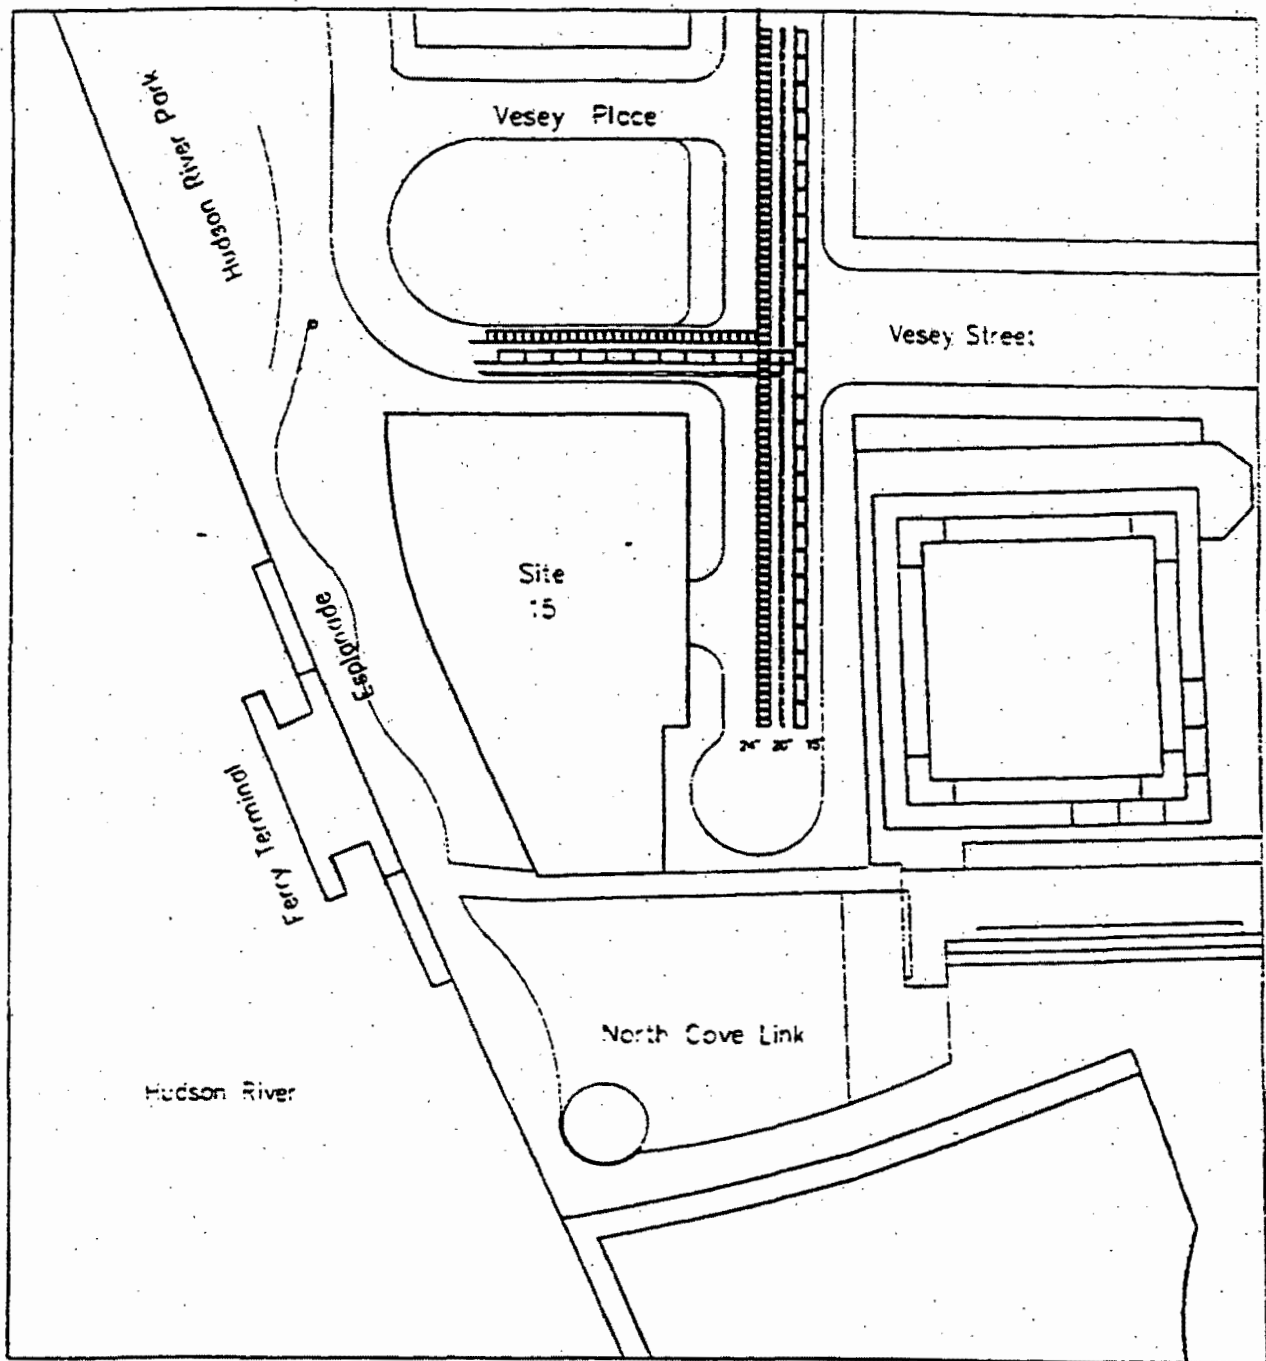 Hudson River Park
Vesey Place
Vesey Street
Site
15
Esplanade
24" 20" 15"
Ferry Terminal
North Cove Link
Hudson River